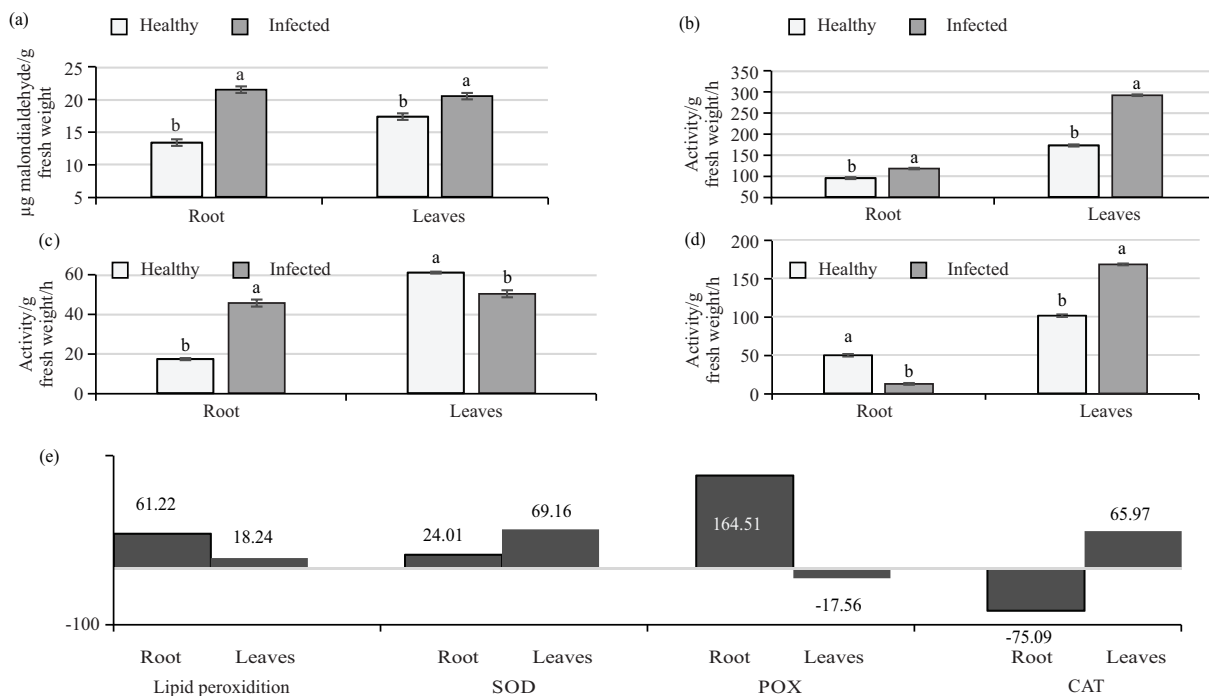 (a)
Healthy Infected
µg malondialdehyde/g
fresh weight
25
20
15
10
5
b
a
b
a
Root Leaves
(b)
Healthy Infected
Activity/g
fresh weight/h
350
300
250
200
150
100
50
b
a
b
a
Root Leaves
(c)
Healthy Infected
Activity/g
fresh weight/h
60
40
20
0
b
a
a
b
Root Leaves
(d)
Healthy Infected
Activity/g
fresh weight/h
200
150
100
50
0
a
b
b
a
Root Leaves
(e)
61.22 18.24 24.01 69.16 164.51 -17.56 -75.09 65.97
-100
Root Leaves Root Leaves Root Leaves Root Leaves
Lipid peroxidition SOD POX CAT